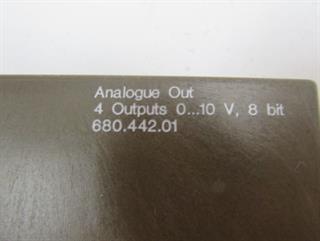 Analogue Out
4 Outputs 0...10 V, 8 bit
680.442.01